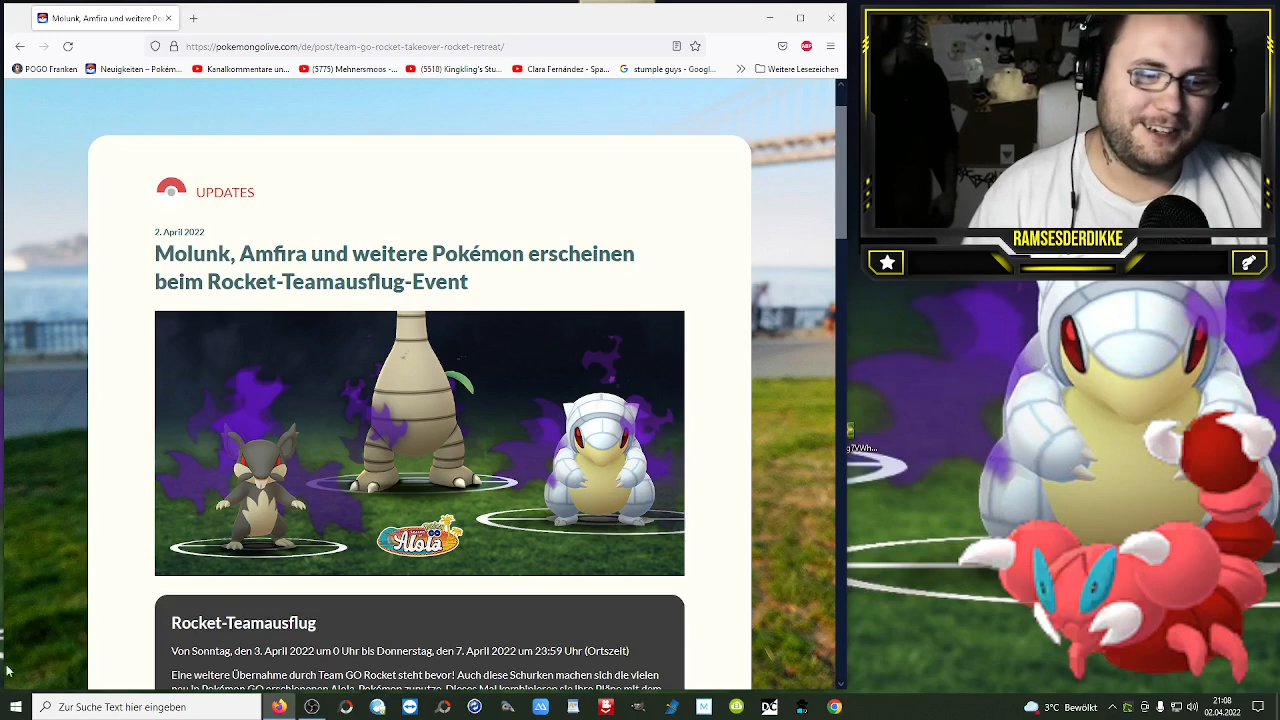 Molunk, Amfira und weitere Po
https://pokemongolive.com/de/post/team-go-rocket-takeover-rocket-retreat/
POGO Franken
Neuigkeiten – Pokém...
Kanalkommentare un...
(5775) Mehnersmoos - ...
(5518) Kingkling's Stu...
Clara Fernández - Spa...
stumple guys - Googl...
Weitere Lesezeichen
UPDATES
2. April 2022
Molunk, Amfira und weitere Pokémon erscheinen
beim Rocket-Teamausflug-Event
Alola
Rocket-Teamausflug
Von Sonntag, den 3. April 2022 um 0 Uhr bis Donnerstag, den 7. April 2022 um 23:59 Uhr (Ortszeit)
Eine weitere Übernahme durch Team GO Rocket steht bevor! Auch diese Schurken machen sich die vielen
RAMSESDERDIKKE
Zur Suche Text hier eingeben
33°C Bewölkt
21:08
02.04.2022